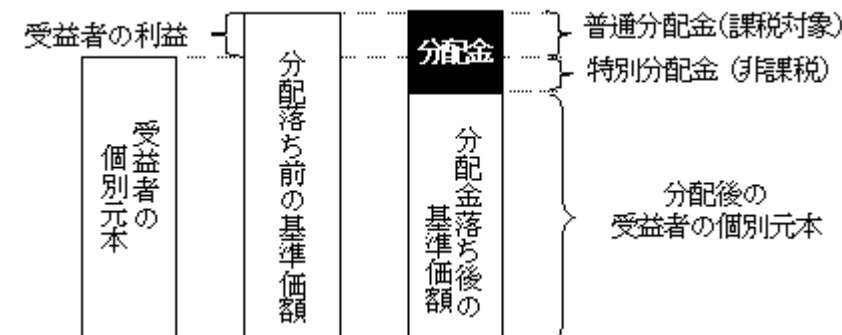 受益者の利益
分配金
普通分配金(課税対象)
特別分配金 (非課税)
受益者の
個別元本
分配落ち前の基準価額
分配金落ち後の
基準価額
分配後の
受益者の個別元本